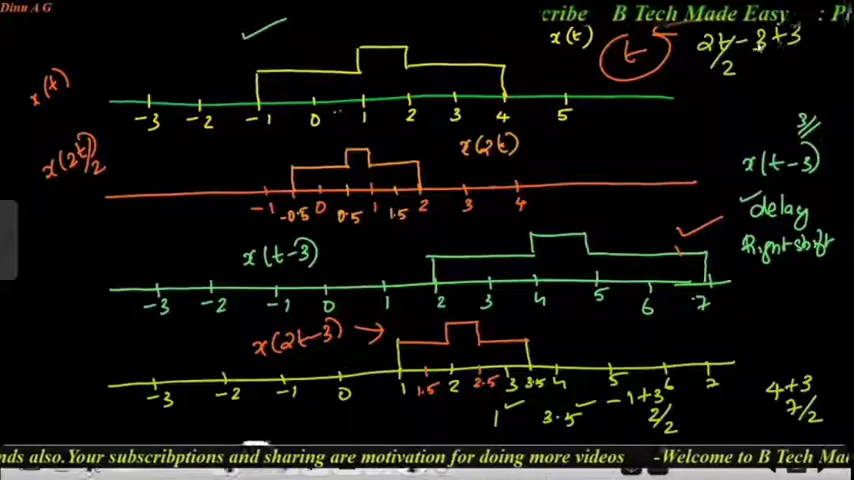 Dinu A G
cribe B Tech Made Easy : P
x(t)
t
2t - 3 + 3
2
x(t)
-3 -2 -1 0 1 2 3 4 5
3
x(2t)/2
x(2t)
x(t-3)
-1 -0.5 0 0.5 1 1.5 2 3 4
delay
Right shift
x(t-3)
-3 -2 -1 0 1 2 3 4 5 6 7
x(2t-3) →
-3 -2 -1 0 1 1.5 2 2.5 3 3.5 4 5 6 7
1 3.5 -1+3
2/2
4+3
7/2
nds also.Your subscribptions and sharing are motivation for doing more videos -Welcome to B Tech Ma